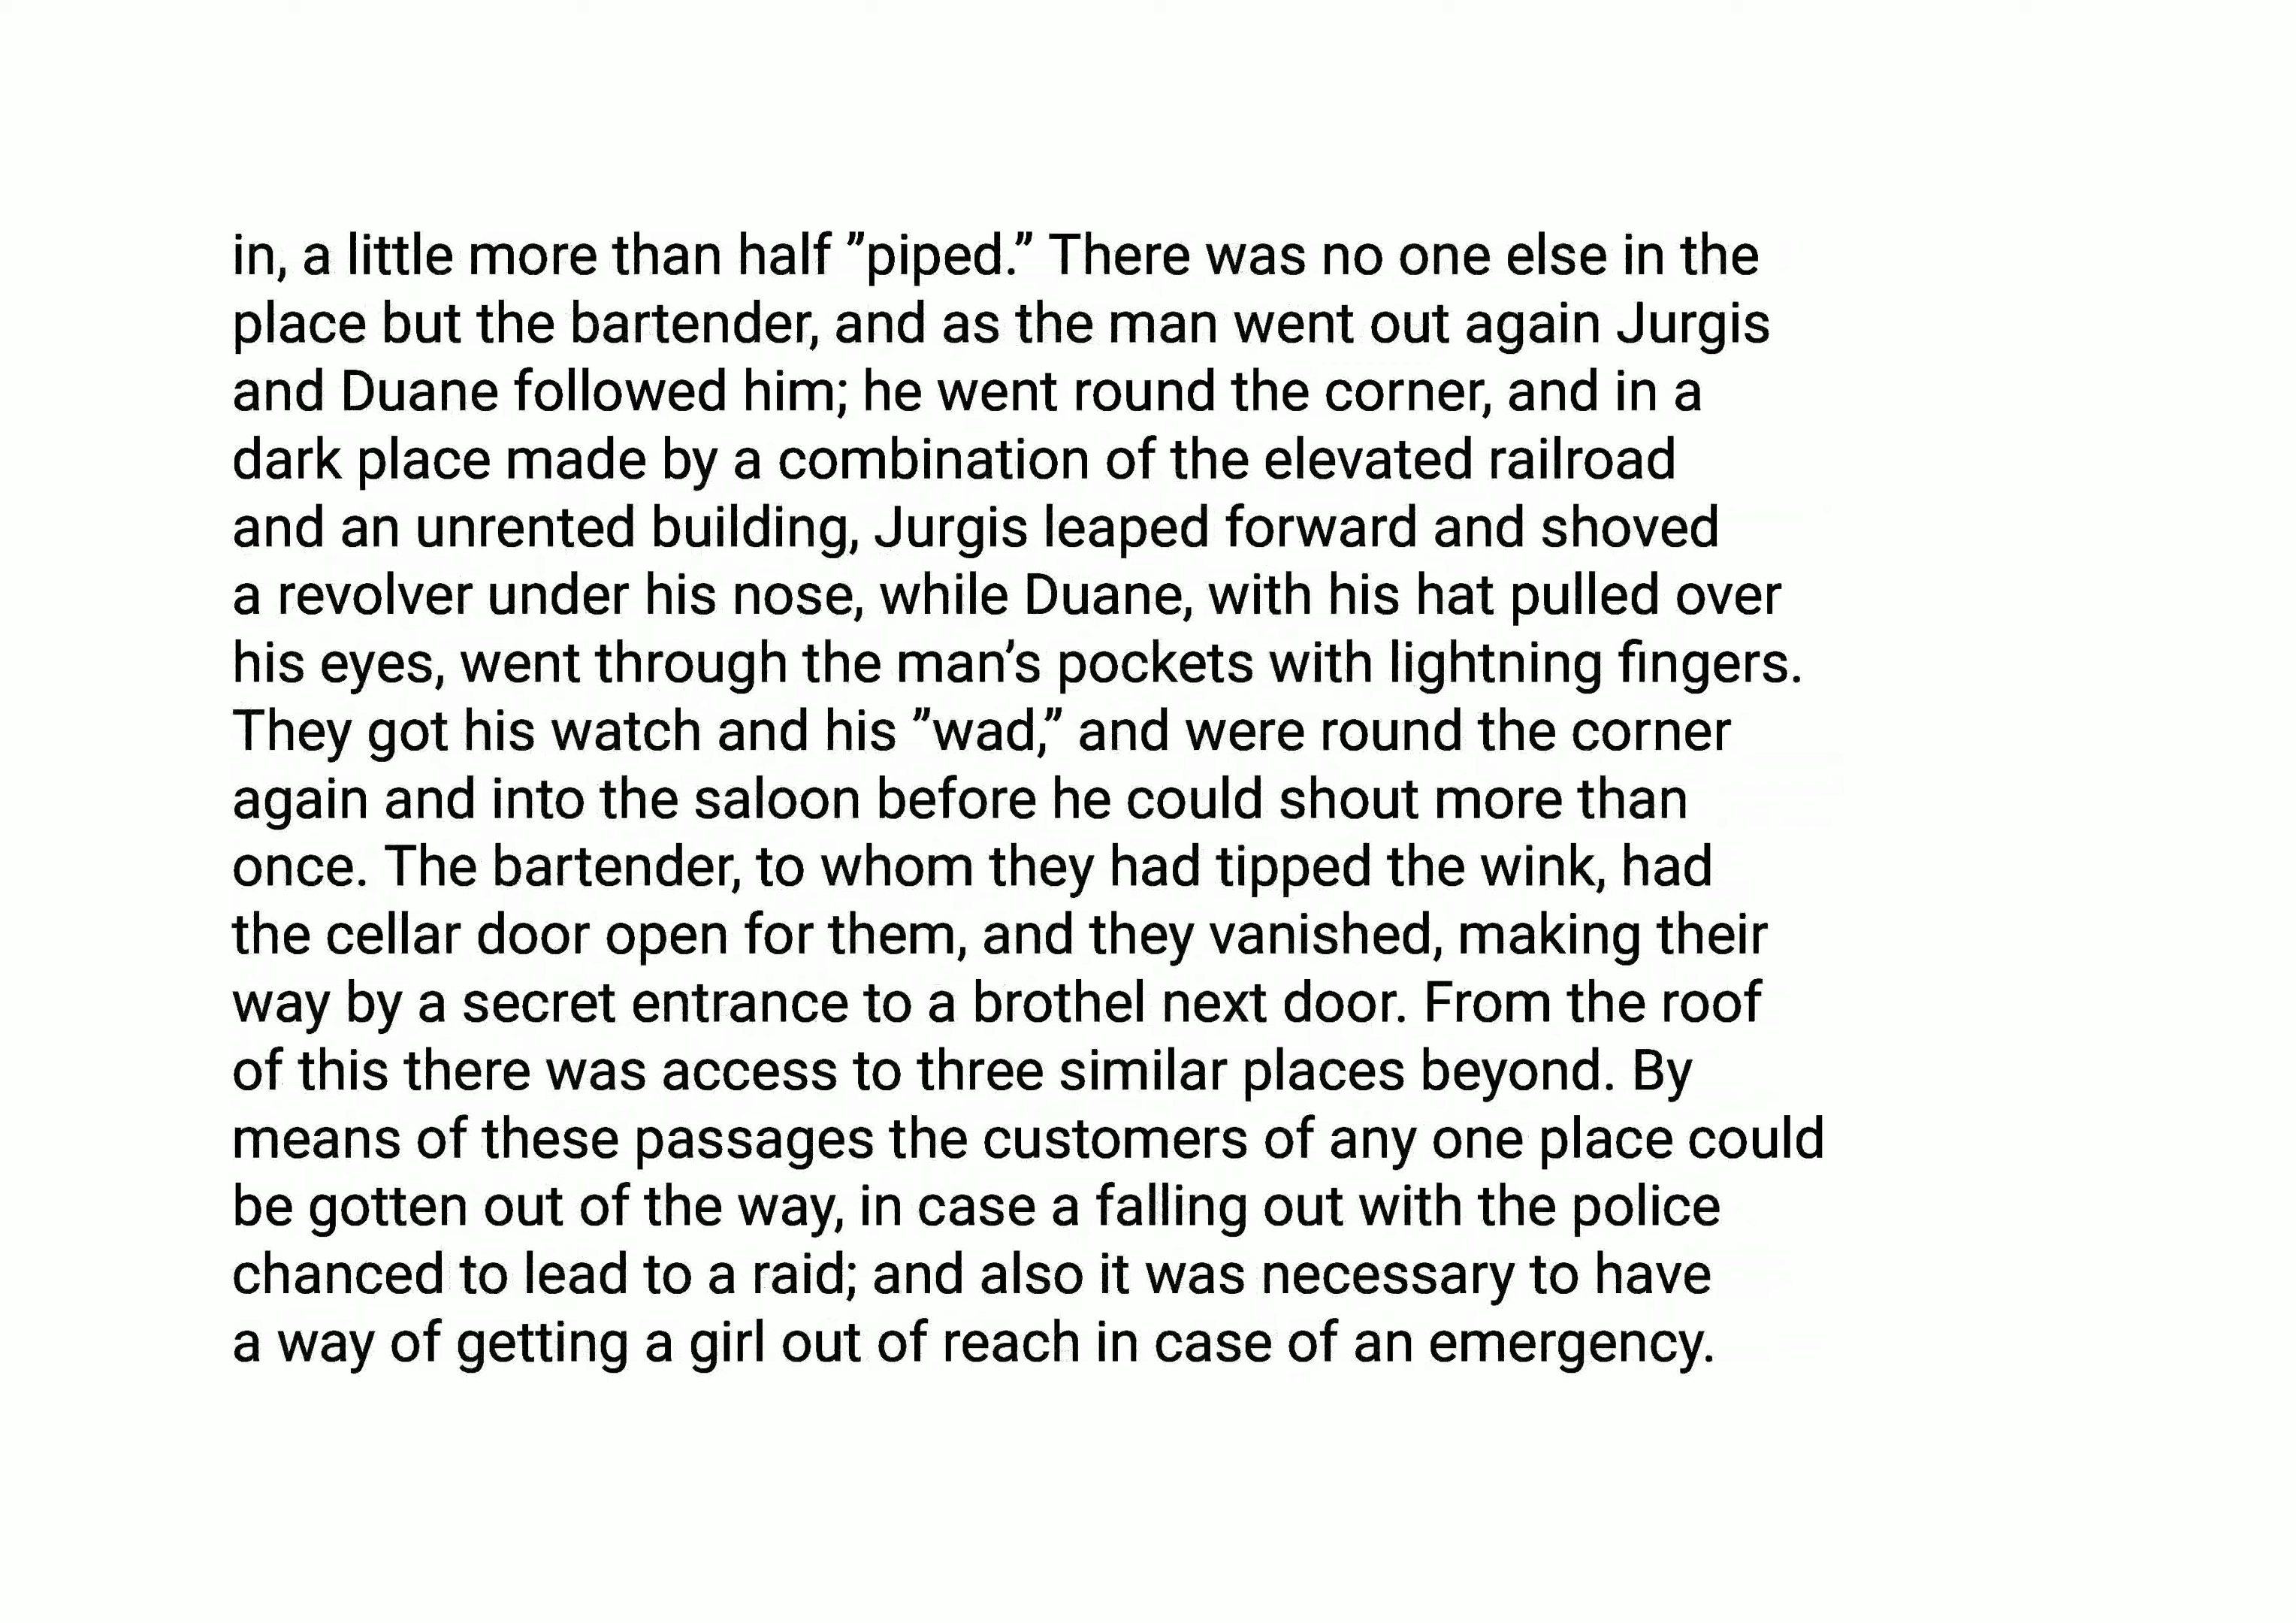 in, a little more than half ”piped.” There was no one else in the
place but the bartender, and as the man went out again Jurgis
and Duane followed him; he went round the corner, and in a
dark place made by a combination of the elevated railroad
and an unrented building, Jurgis leaped forward and shoved
a revolver under his nose, while Duane, with his hat pulled over
his eyes, went through the man’s pockets with lightning fingers.
They got his watch and his ”wad,” and were round the corner
again and into the saloon before he could shout more than
once. The bartender, to whom they had tipped the wink, had
the cellar door open for them, and they vanished, making their
way by a secret entrance to a brothel next door. From the roof
of this there was access to three similar places beyond. By
means of these passages the customers of any one place could
be gotten out of the way, in case a falling out with the police
chanced to lead to a raid; and also it was necessary to have
a way of getting a girl out of reach in case of an emergency.